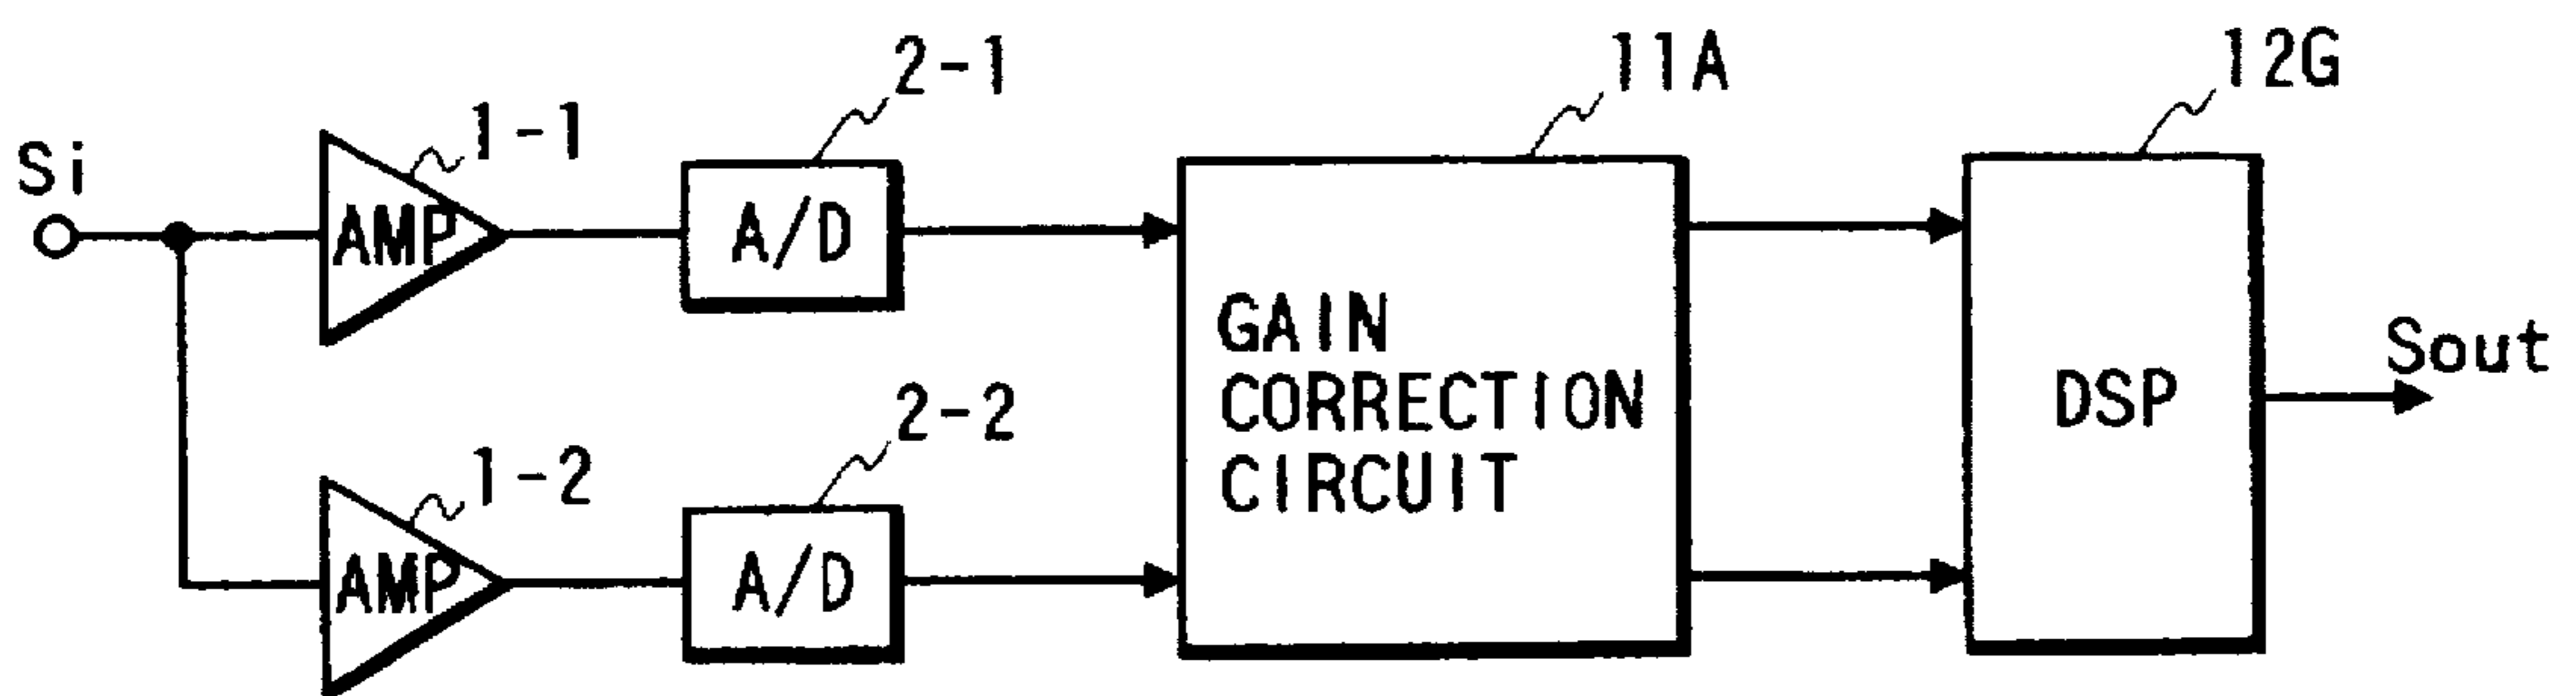 Si
AMP
1-1
A/D
2-1
AMP
1-2
A/D
2-2
GAIN
CORRECTION
CIRCUIT
11A
DSP
12G
Sout